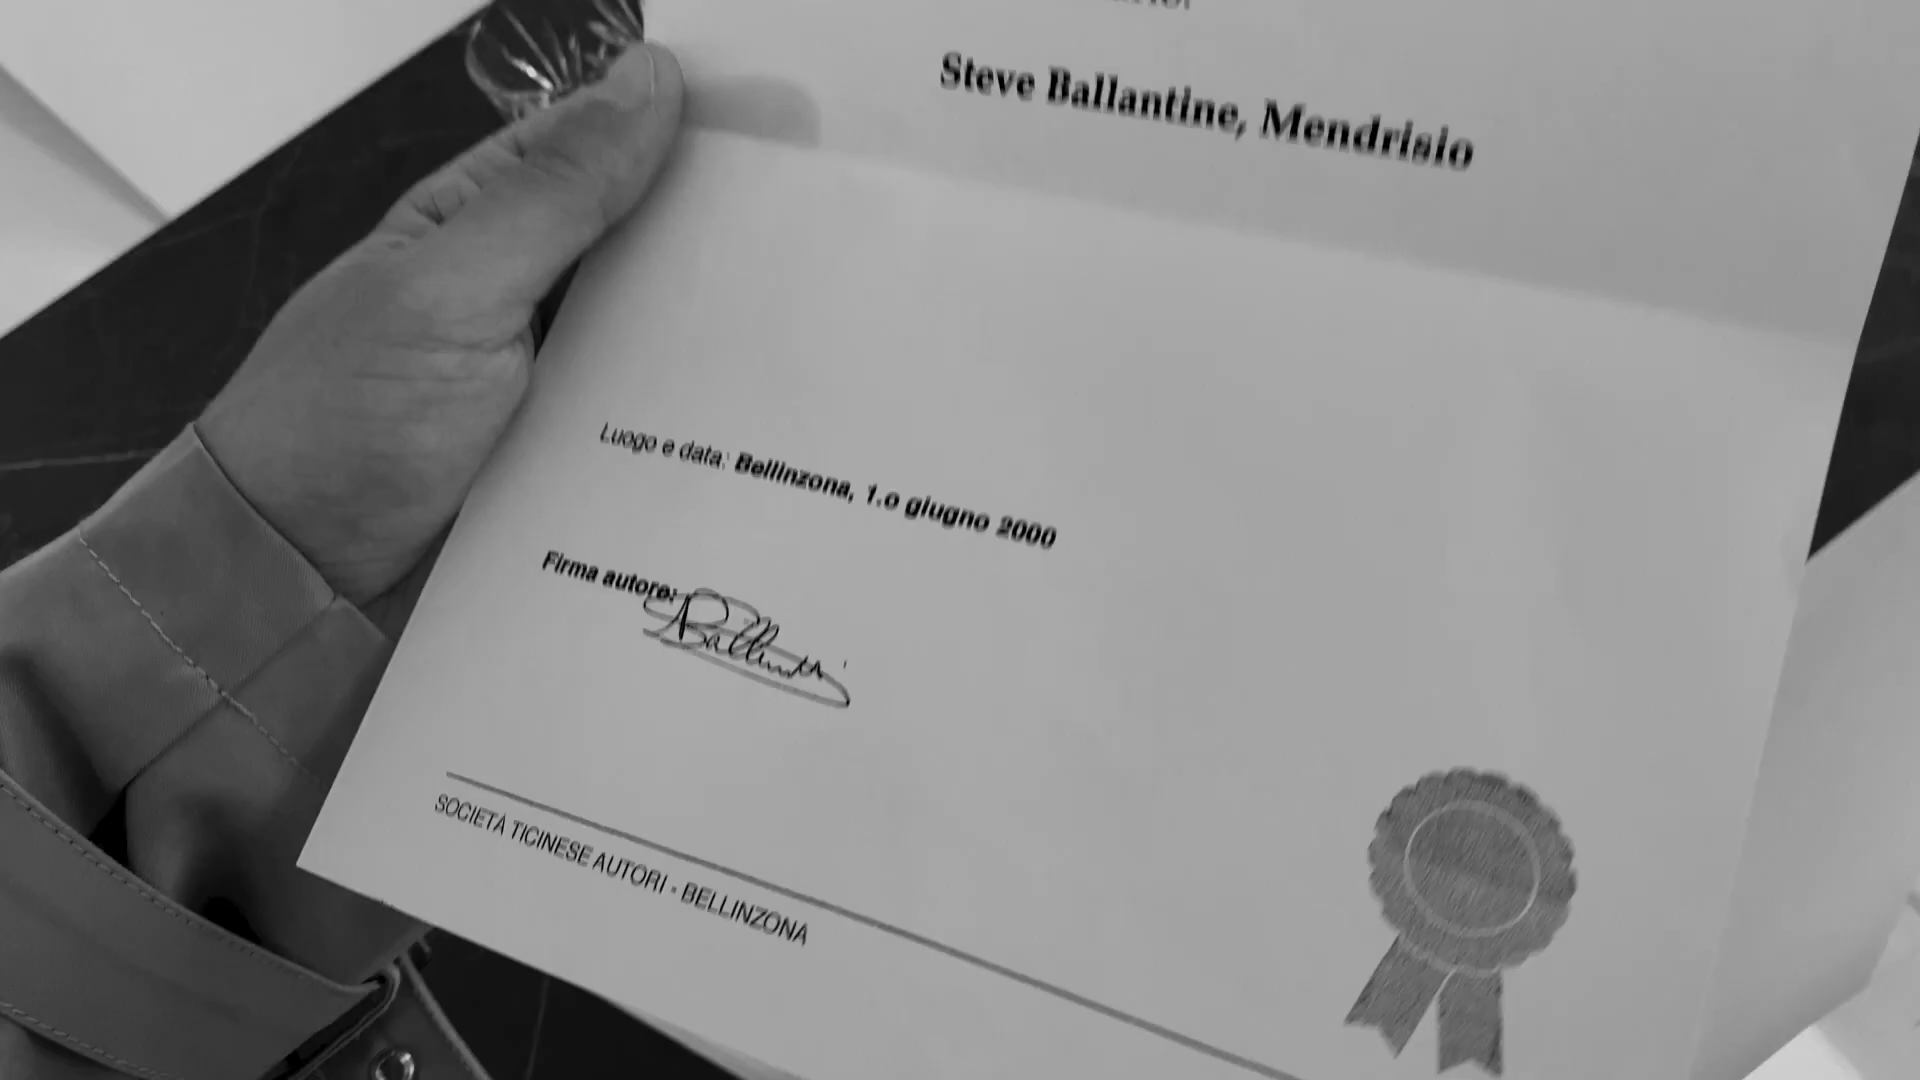 Steve Ballantine, Mendrisio
Luogo e data: Bellinzona, 1.o giugno 2000
Firma autore:
SOCIETÀ TICINESE AUTORI - BELLINZONA